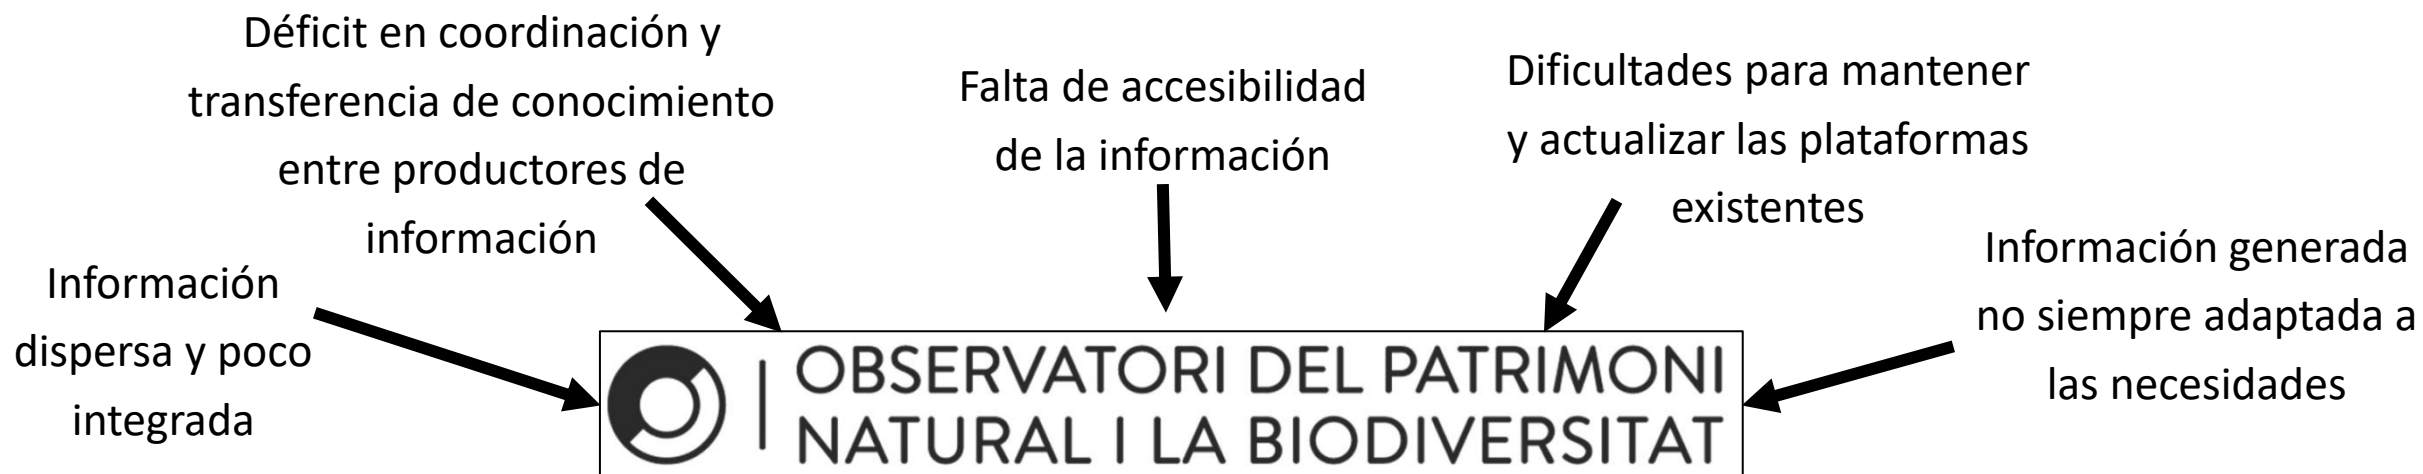 Déficit en coordinación y
transferencia de conocimiento
entre productores de
información
Falta de accesibilidad
de la información
Dificultades para mantener
y actualizar las plataformas
existentes
Información
dispersa y poco
integrada
Información generada
no siempre adaptada a
las necesidades
OBSERVATORI DEL PATRIMONI
NATURAL I LA BIODIVERSITAT